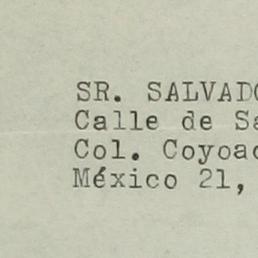 SR. SALVADO
Calle de Sa
Col. Coyoac
México 21,